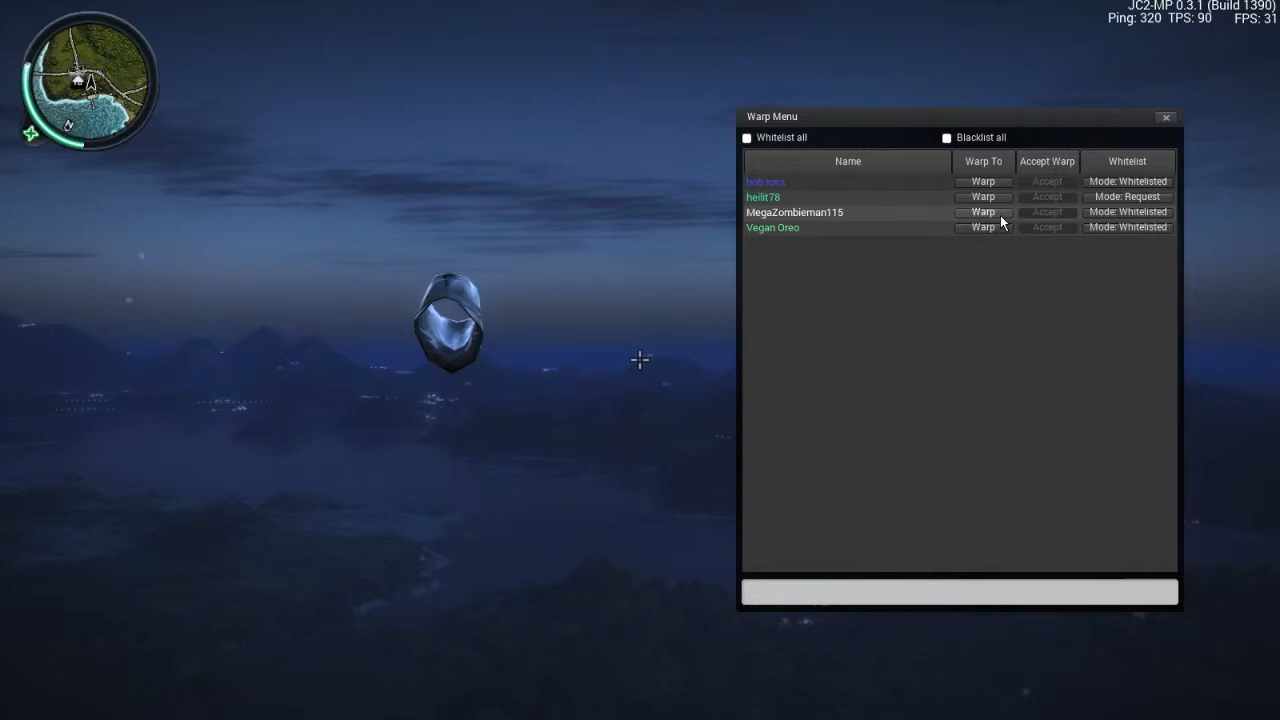 JC2-MP 0.3.1 (Build 1390)
Ping: 320 TPS: 90 FPS: 31
Warp Menu
Whitelist all Blacklist all
Name Warp To Accept Warp Whitelist
bob ross Warp Accept Mode: Whitelisted
heilit78 Warp Accept Mode: Request
MegaZombieman115 Warp Accept Mode: Whitelisted
Vegan Oreo Warp Accept Mode: Whitelisted